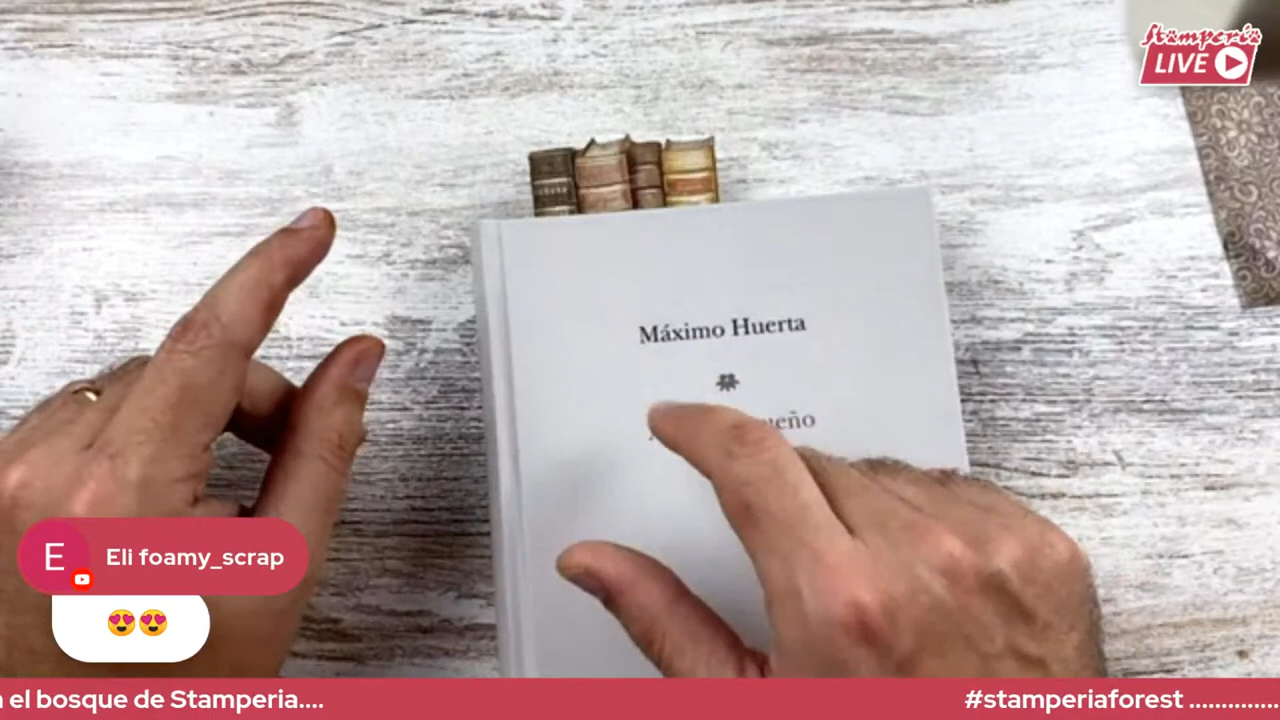 Stamperia
LIVE
Máximo Huerta
E
Eli foamy_scrap
😍😍
el bosque de Stamperia....
#stamperiaforest ..............